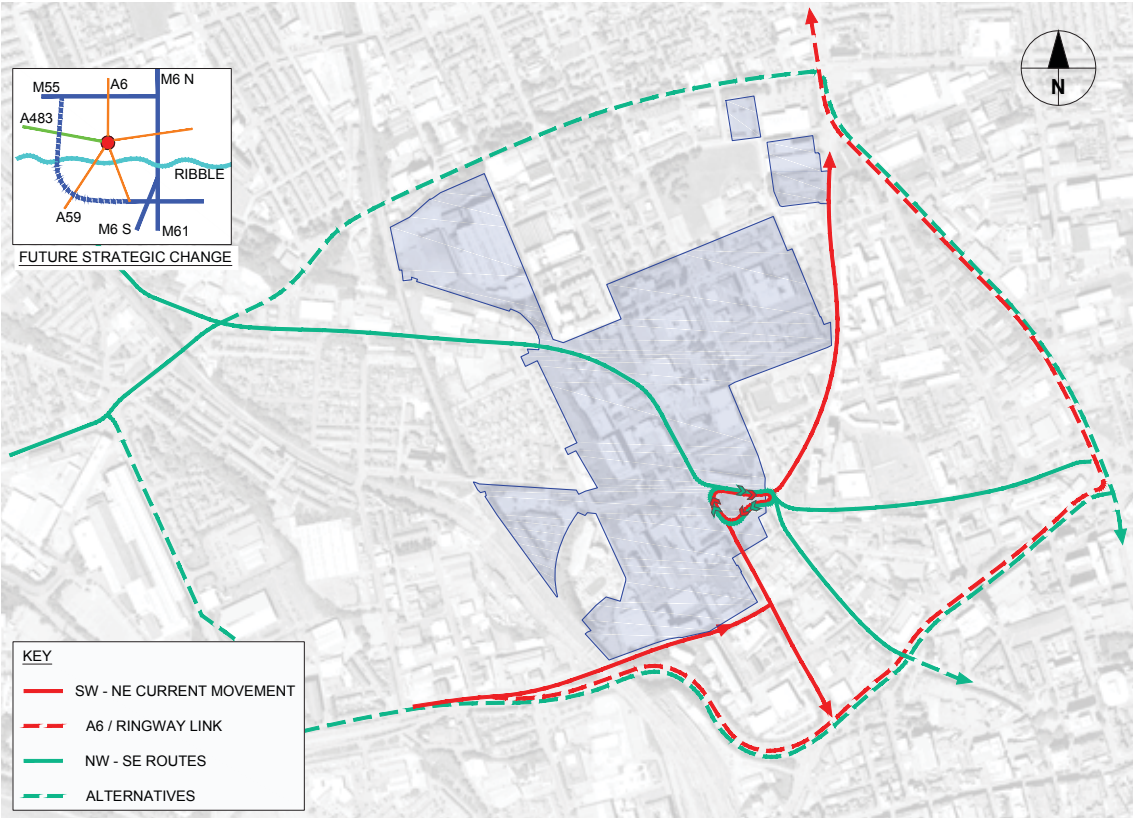 M55
A6
M6 N
A483
RIBBLE
A59
M6 S
M61
FUTURE STRATEGIC CHANGE
N
KEY
SW - NE CURRENT MOVEMENT
A6 / RINGWAY LINK
NW - SE ROUTES
ALTERNATIVES